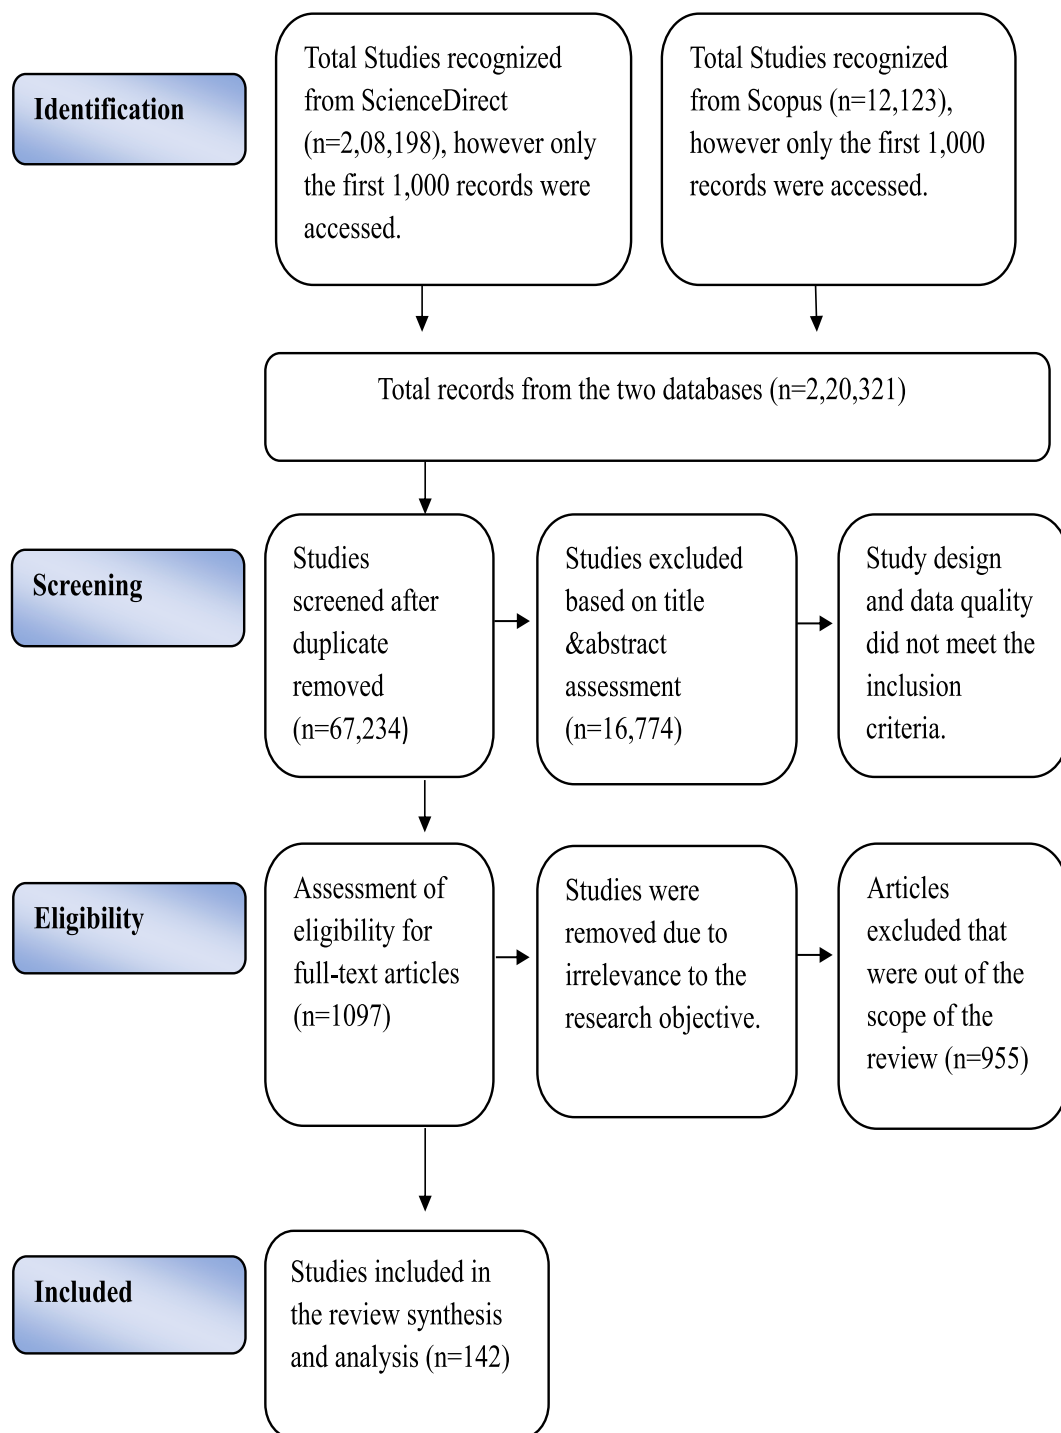 Identification
Total Studies recognized
from ScienceDirect
(n=2,08,198), however only
the first 1,000 records were
accessed.
Total Studies recognized
from Scopus (n=12,123),
however only the first 1,000
records were accessed.
Total records from the two databases (n=2,20,321)
Screening
Studies
screened after
duplicate
removed
(n=67,234)
Studies excluded
based on title
&abstract
assessment
(n=16,774)
Study design
and data quality
did not meet the
inclusion
criteria.
Eligibility
Assessment of
eligibility for
full-text articles
(n=1097)
Studies were
removed due to
irrelevance to the
research objective.
Articles
excluded that
were out of the
scope of the
review (n=955)
Included
Studies included in
the review synthesis
and analysis (n=142)